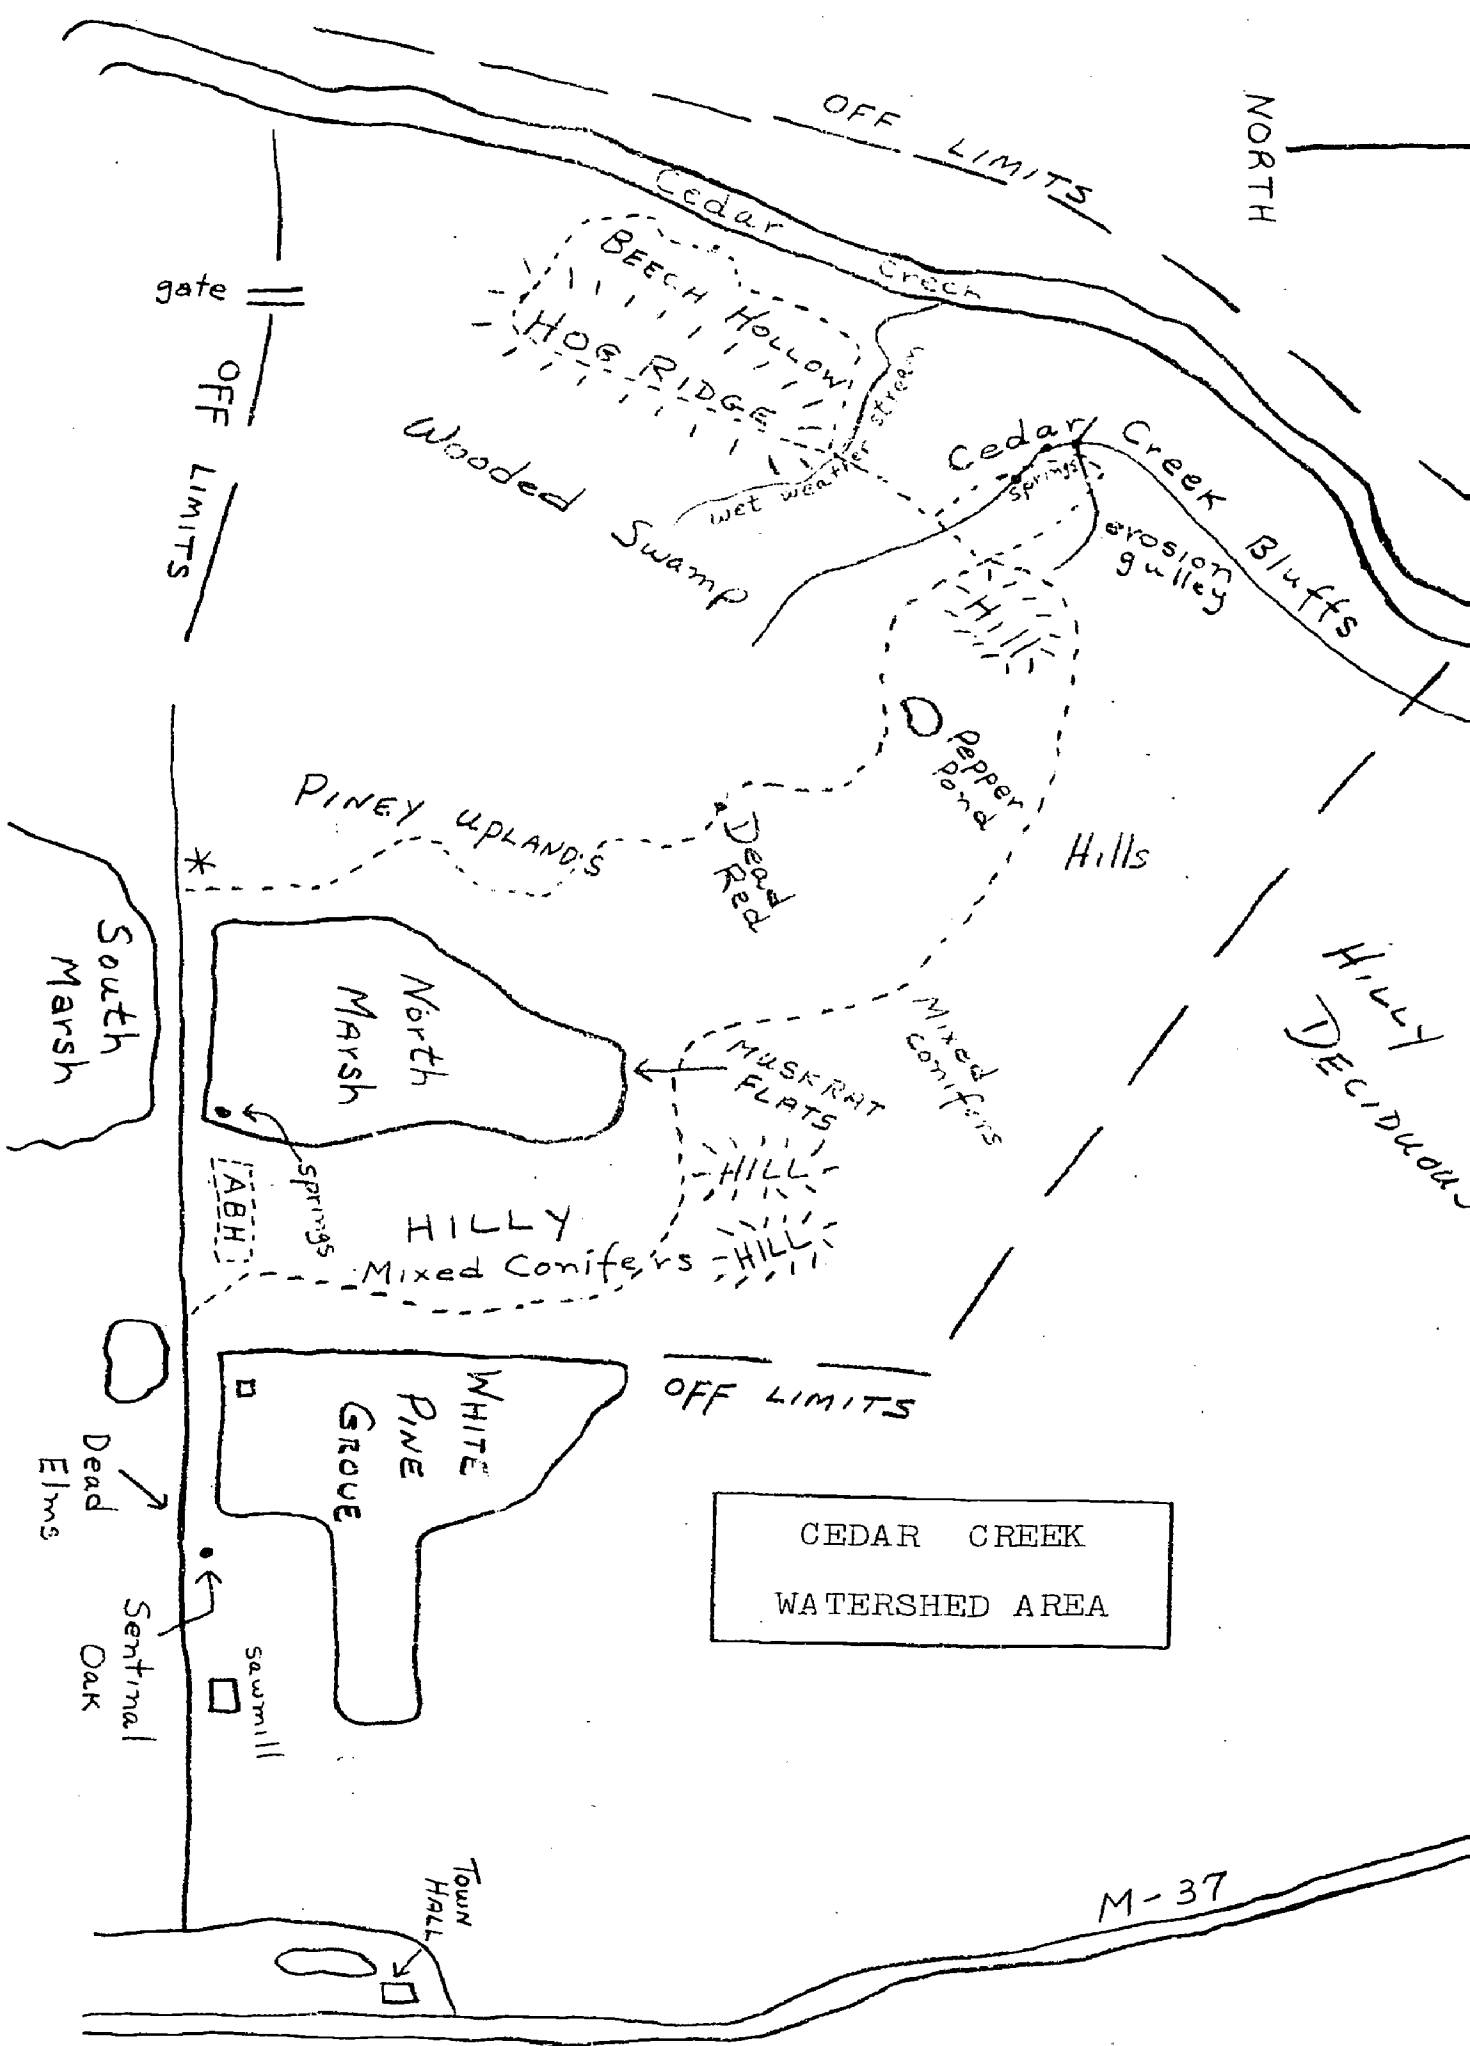 NORTH
OFF LIMITS
Cedar Creek
BEECH HOLLOW
HOG RIDGE
gate
OFF LIMITS
Wooded Swamp
wet weather stream
Cedar Creek Bluffs
springs
erosion
gulley
Hill
Pepper
Pond
PINEY UPLANDS
*
Dead
Red
Hills
HILLY
DECIDUOUS
South
Marsh
North
Marsh
MUSKRAT
FLATS
Mixed
Conifers
HILL
HILL
springs
ABH
HILLY
Mixed Conifers
OFF LIMITS
WHITE
PINE
GROVE
Dead
Elms
Sentinal
Oak
sawmill
CEDAR CREEK
WATERSHED AREA
TOWN
HALL
M-37